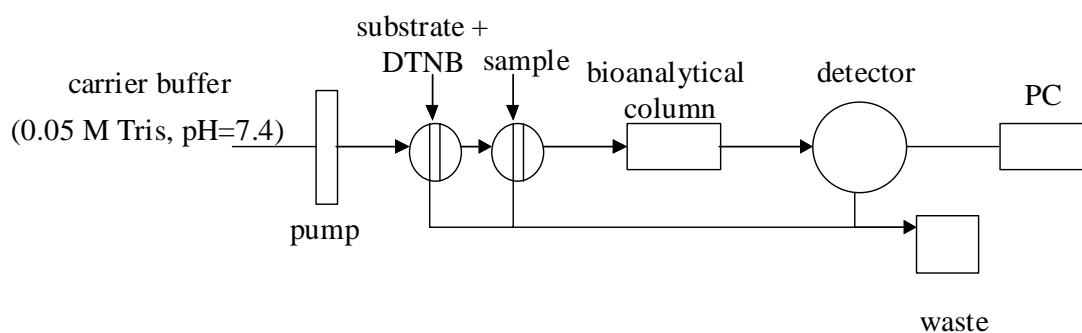 substrate +
DTNB
sample
carrier buffer
(0.05 M Tris, pH=7.4)
pump
bioanalytical
column
detector
PC
waste